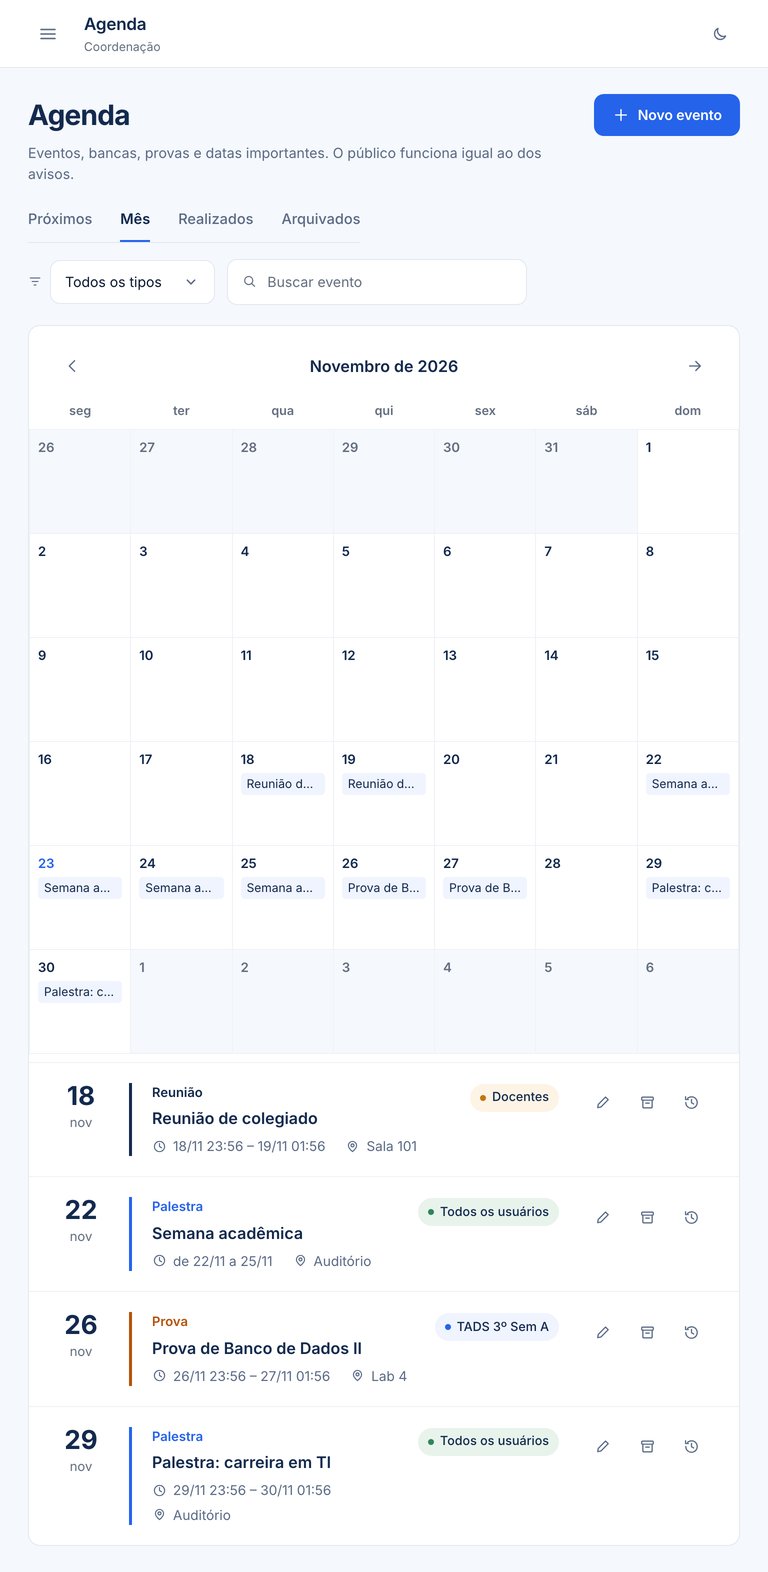 Agenda
Coordenação
Agenda
Novo evento
Eventos, bancas, provas e datas importantes. O público funciona igual ao dos
avisos.
Próximos Mês Realizados Arquivados
Todos os tipos
Buscar evento
Novembro de 2026
seg ter qua qui sex sáb dom
26 27 28 29 30 31 1
2 3 4 5 6 7 8
9 10 11 12 13 14 15
16 17 18 19 20 21 22
Reunião d... Reunião d... Semana a...
23 24 25 26 27 28 29
Semana a... Semana a... Semana a... Prova de B... Prova de B... Palestra: c...
30 1 2 3 4 5 6
Palestra: c...
18
nov
Reunião
Docentes
Reunião de colegiado
18/11 23:56 – 19/11 01:56 Sala 101
22
nov
Palestra
Todos os usuários
Semana acadêmica
de 22/11 a 25/11 Auditório
26
nov
Prova
TADS 3º Sem A
Prova de Banco de Dados II
26/11 23:56 – 27/11 01:56 Lab 4
29
nov
Palestra
Todos os usuários
Palestra: carreira em TI
29/11 23:56 – 30/11 01:56
Auditório